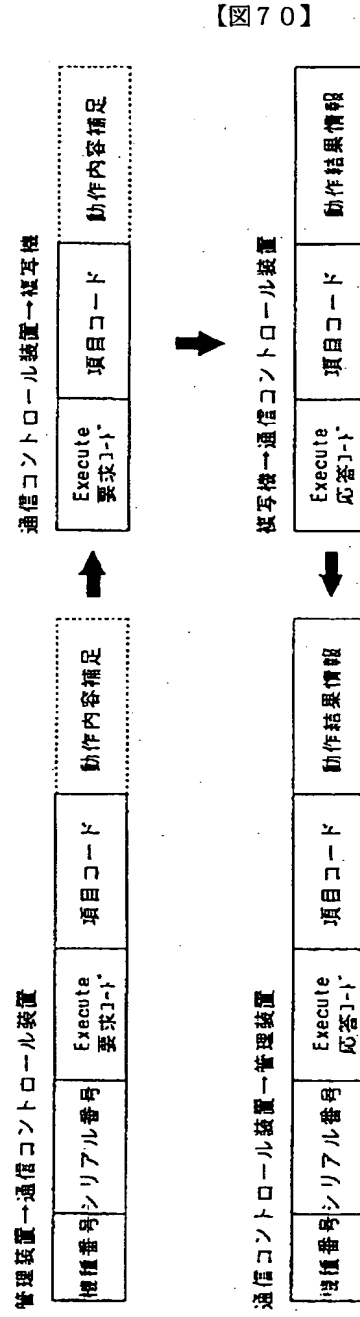 【図７０】
管理装置→通信コントロール装置
機種番号 シリアル番号 Execute 要求コード 項目コード 動作内容補足
通信コントロール装置→複写機
Execute 要求コード 項目コード 動作内容補足
複写機→通信コントロール装置
Execute 応答コード 項目コード 動作結果情報
通信コントロール装置→管理装置
機種番号 シリアル番号 Execute 応答コード 項目コード 動作結果情報